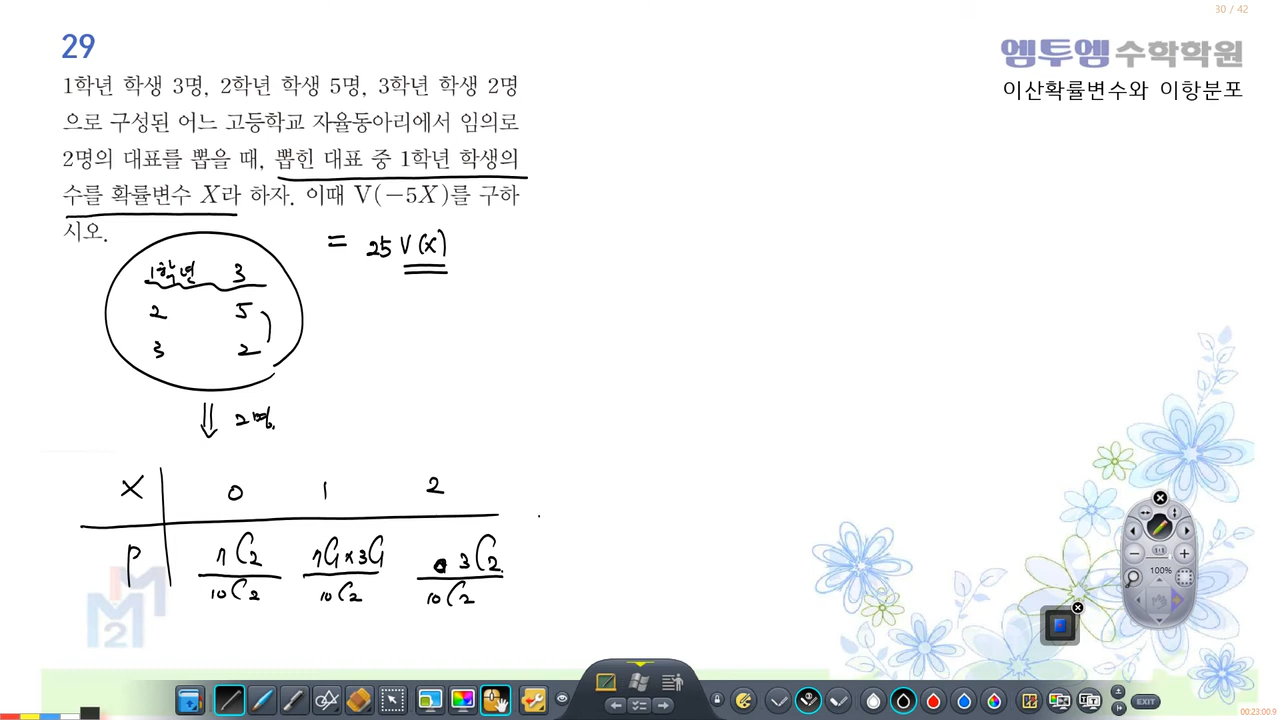 30 / 42
29
엠투엠수학학원
이산확률변수와 이항분포
1학년 학생 3명, 2학년 학생 5명, 3학년 학생 2명
으로 구성된 어느 고등학교 자율동아리에서 임의로
2명의 대표를 뽑을 때, 뽑힌 대표 중 1학년 학생의
수를 확률변수 X라 하자. 이때 V(−5X)를 구하
시오.
= 25 V(X)
1학년 3
2 5
3 2
⇓ 2명.
X 0 1 2
P 7C2/10C2 7C1×3C1/10C2 3C2/10C2
M M 2
100%
EXIT
00:23:00.9